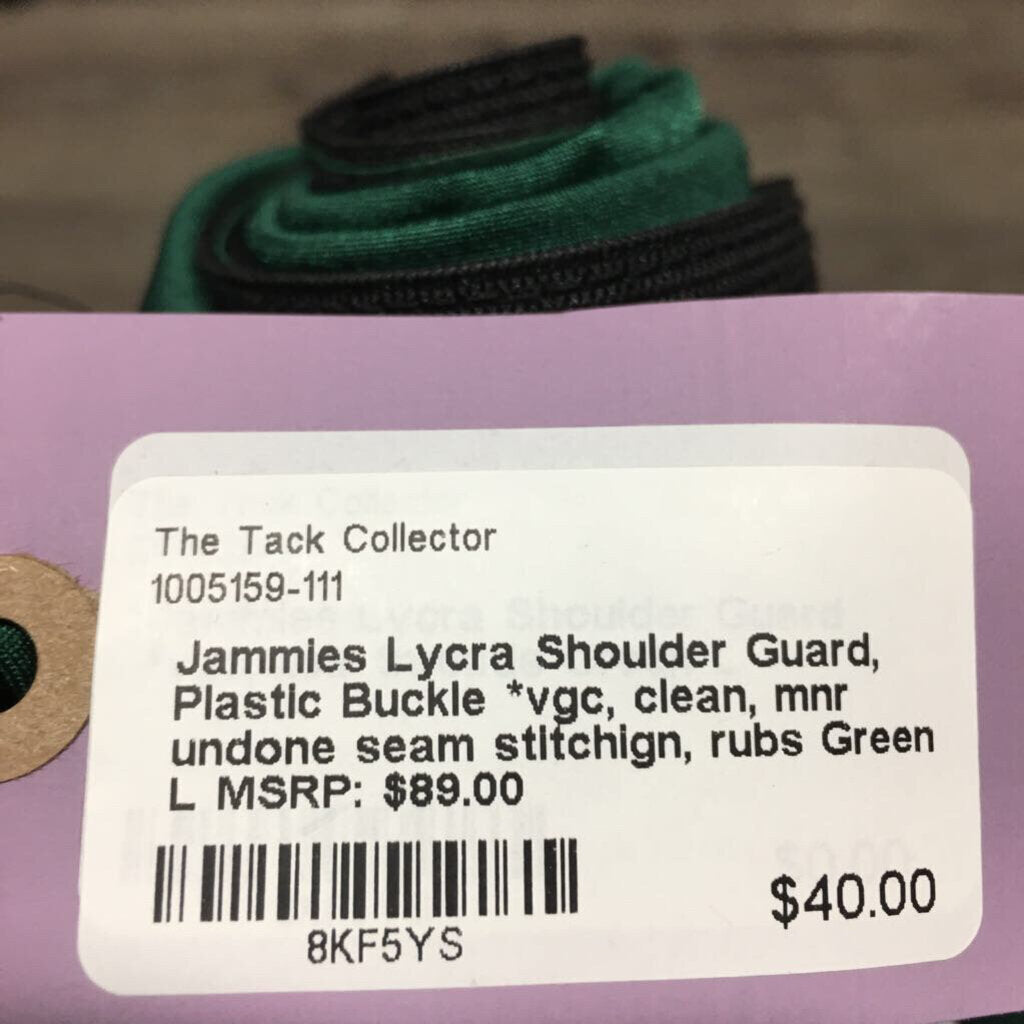 The Tack Collector
1005159-111
Jammies Lycra Shoulder Guard,
Plastic Buckle *vgc, clean, mnr
undone seam stitchign, rubs Green
L MSRP: $89.00
8KF5YS
$40.00